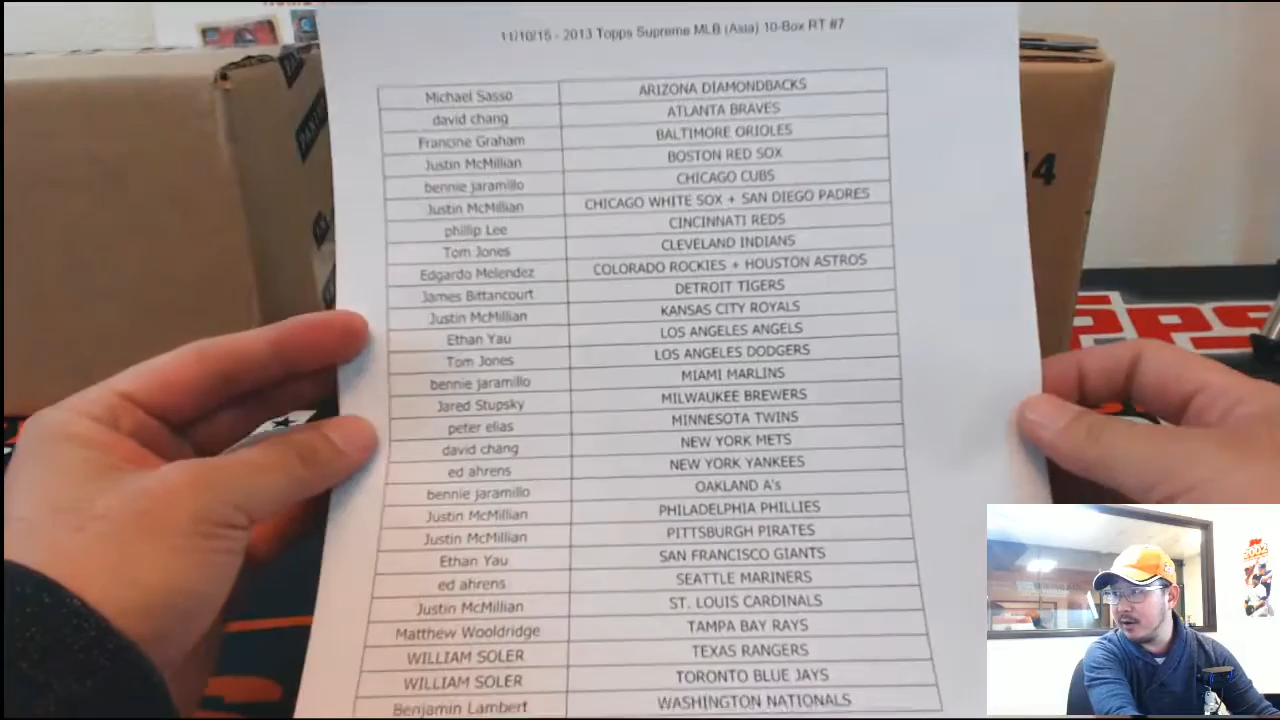 11/10/15 - 2013 Topps Supreme MLB (Asia) 10-Box RT #7
Michael Sasso ARIZONA DIAMONDBACKS
david chang ATLANTA BRAVES
Francine Graham BALTIMORE ORIOLES
Justin McMillian BOSTON RED SOX
bennie jaramillo CHICAGO CUBS
Justin McMillian CHICAGO WHITE SOX + SAN DIEGO PADRES
phillip Lee CINCINNATI REDS
Tom Jones CLEVELAND INDIANS
Edgardo Melendez COLORADO ROCKIES + HOUSTON ASTROS
James Bittancourt DETROIT TIGERS
Justin McMillian KANSAS CITY ROYALS
Ethan Yau LOS ANGELES ANGELS
Tom Jones LOS ANGELES DODGERS
bennie jaramillo MIAMI MARLINS
Jared Stupsky MILWAUKEE BREWERS
peter elias MINNESOTA TWINS
david chang NEW YORK METS
ed ahrens NEW YORK YANKEES
bennie jaramillo OAKLAND A's
Justin McMillian PHILADELPHIA PHILLIES
Justin McMillian PITTSBURGH PIRATES
Ethan Yau SAN FRANCISCO GIANTS
ed ahrens SEATTLE MARINERS
Justin McMillian ST. LOUIS CARDINALS
Matthew Wooldridge TAMPA BAY RAYS
WILLIAM SOLER TEXAS RANGERS
WILLIAM SOLER TORONTO BLUE JAYS
Benjamin Lambert WASHINGTON NATIONALS